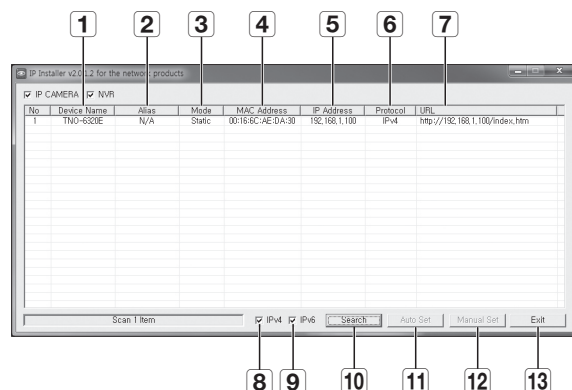 1 2 3 4 5 6 7
IP Installer v2.0.1.2 for the network products
IP CAMERA NVR
No Device Name Alias Mode MAC Address IP Address Protocol URL
1 TNO-6320E N/A Static 00:16:6C:AE:DA:30 192,168,1,100 IPv4 http://192,168,1,100/index,htm
Scan 1 Item IPv4 IPv6 Search Auto Set Manual Set Exit
8 9 10 11 12 13